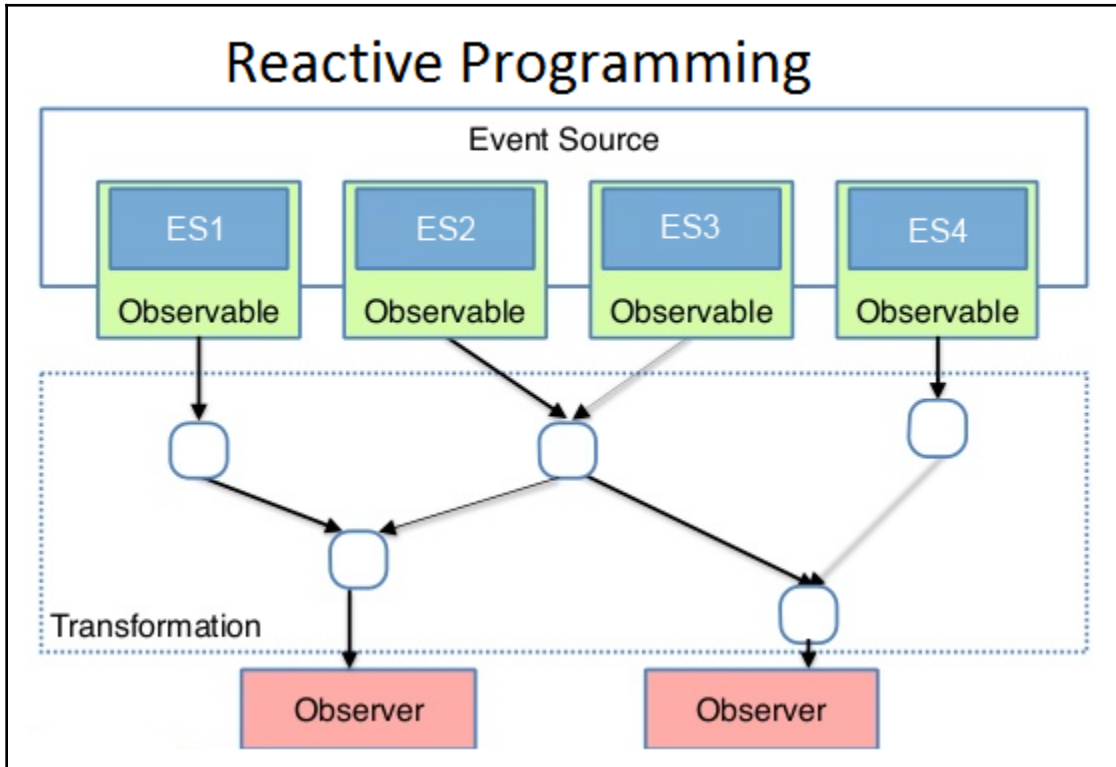 Reactive Programming
Event Source
ES1
ES2
ES3
ES4
Observable
Observable
Observable
Observable
Transformation
Observer
Observer